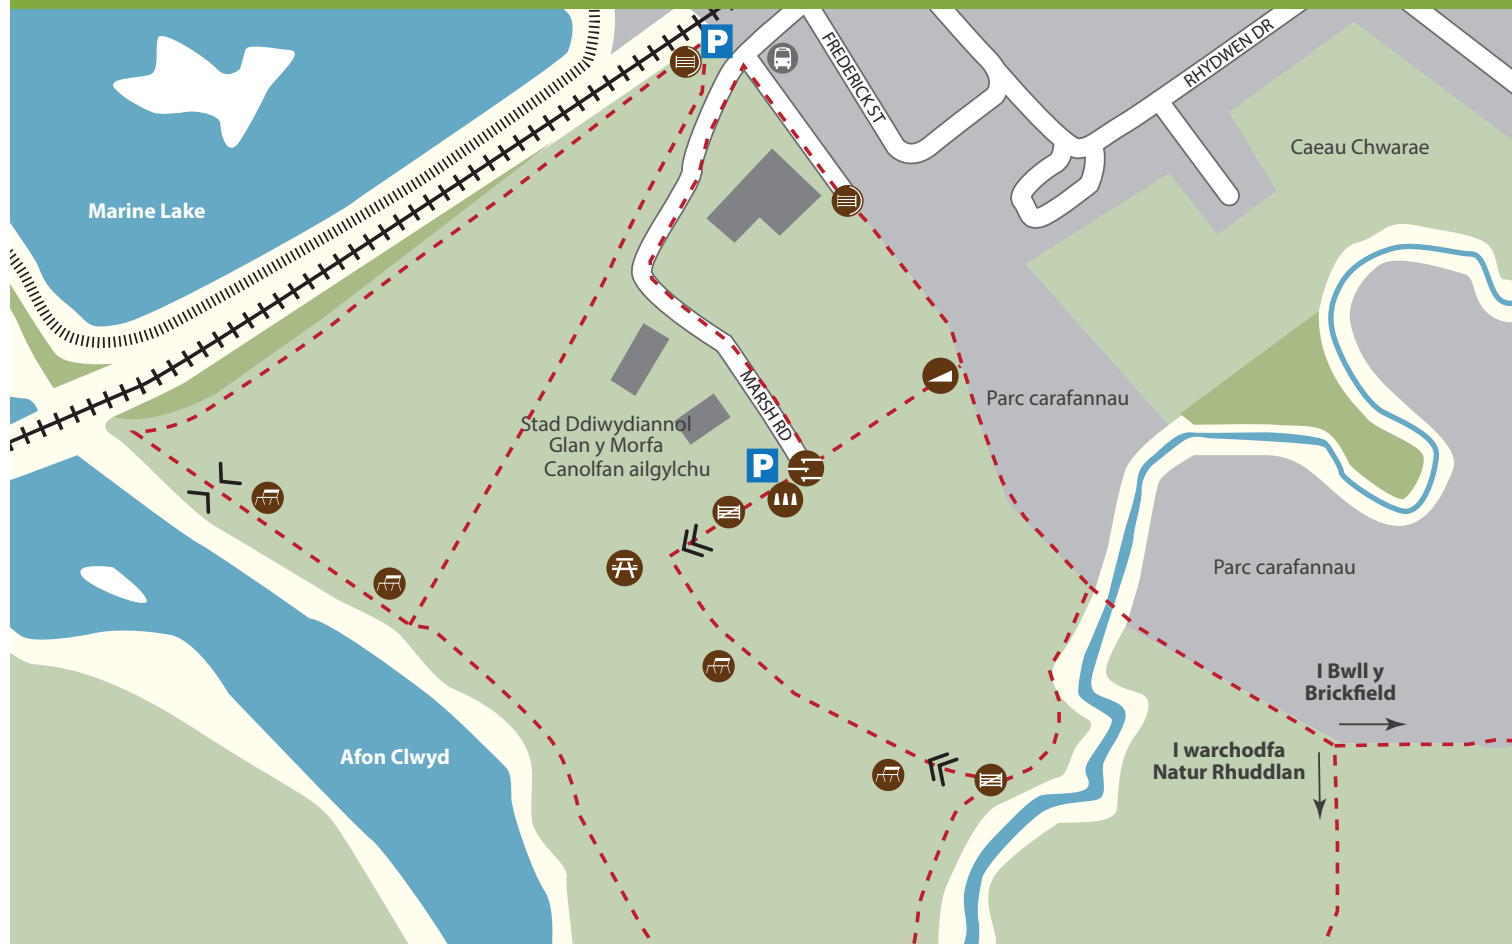 P
FREDERICK ST
RHYDWEN DR
Caeau Chwarae
Marine Lake
Parc carafannau
MARSH RD
Stad Ddiwydiannol
Glan y Morfa
Canolfan ailgylchu
P
Parc carafannau
I Bwll y
Brickfield
I warchodfa
Natur Rhuddlan
Afon Clwyd